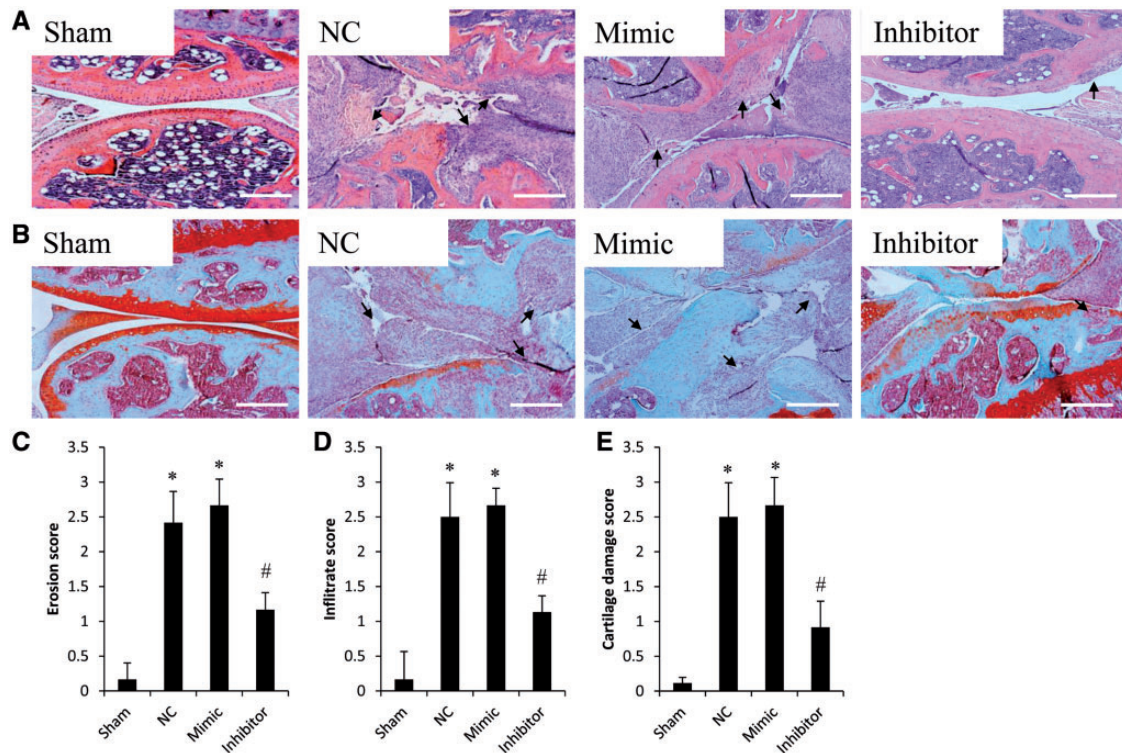 A
Sham
NC
Mimic
Inhibitor
B
Sham
NC
Mimic
Inhibitor
C
Erosion score
3.5
3
2.5
2
1.5
1
0.5
0
*
*
#
Sham
NC
Mimic
Inhibitor
D
Inflitrate score
3.5
3
2.5
2
1.5
1
0.5
0
*
*
#
Sham
NC
Mimic
Inhibitor
E
Cartilage damage score
3.5
3
2.5
2
1.5
1
0.5
0
*
*
#
Sham
NC
Mimic
Inhibitor